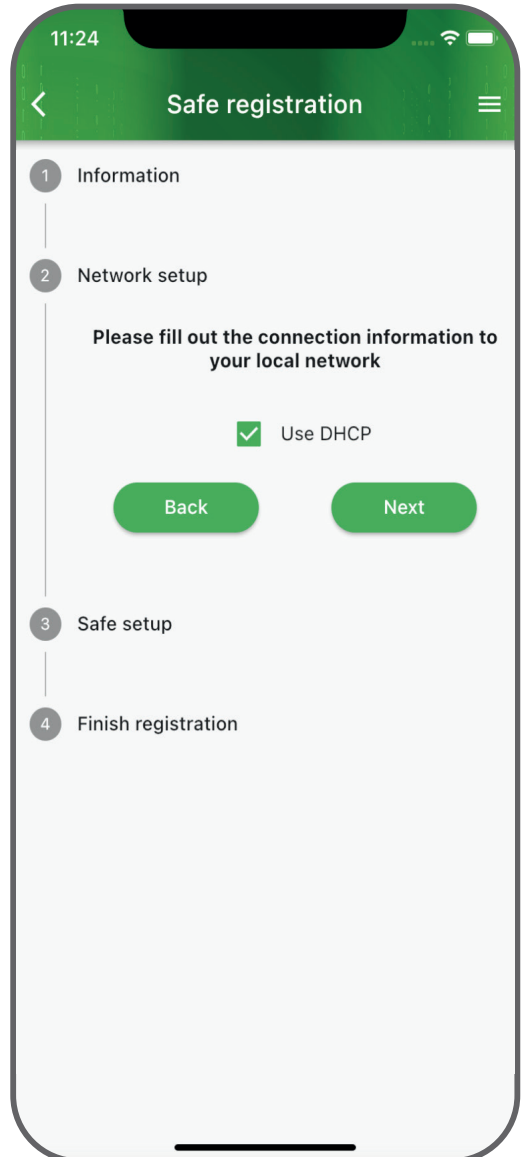 11:24
Safe registration
1 Information
2 Network setup
Please fill out the connection information to
your local network
Use DHCP
Back Next
3 Safe setup
4 Finish registration